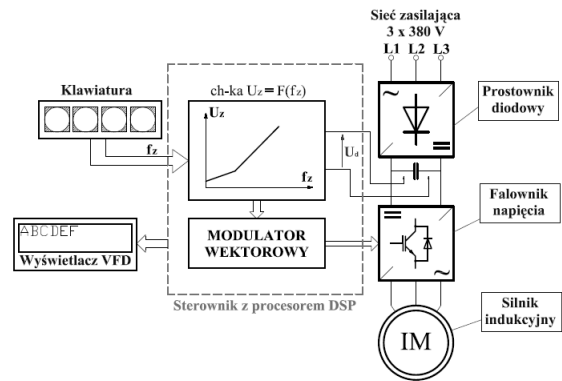 Sieć zasilająca
3 x 380 V
L1 L2 L3
Klawiatura
ch-ka Uz = F(fz)
Uz
fz
fz
Ud
Prostownik
diodowy
MODULATOR
WEKTOROWY
Falownik
napięcia
ABCDEF
Wyświetlacz VFD
Sterownik z procesorem DSP
Silnik
indukcyjny
IM